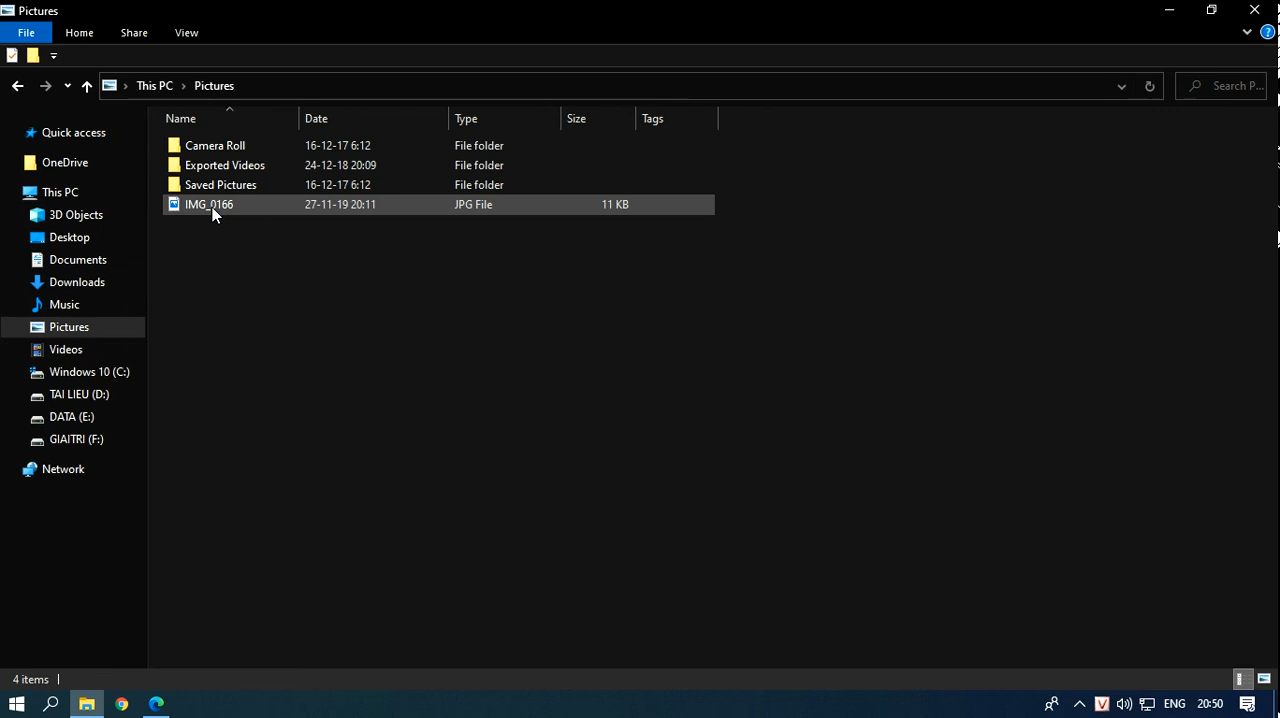 Pictures
File Home Share View
This PC Pictures Search P...
Name Date Type Size Tags
Quick access
OneDrive
This PC
3D Objects
Desktop
Documents
Downloads
Music
Pictures
Videos
Windows 10 (C:)
TAI LIEU (D:)
DATA (E:)
GIAITRI (F:)
Network
Camera Roll 16-12-17 6:12 File folder
Exported Videos 24-12-18 20:09 File folder
Saved Pictures 16-12-17 6:12 File folder
IMG_0166 27-11-19 20:11 JPG File 11 KB
4 items
V ENG 20:50